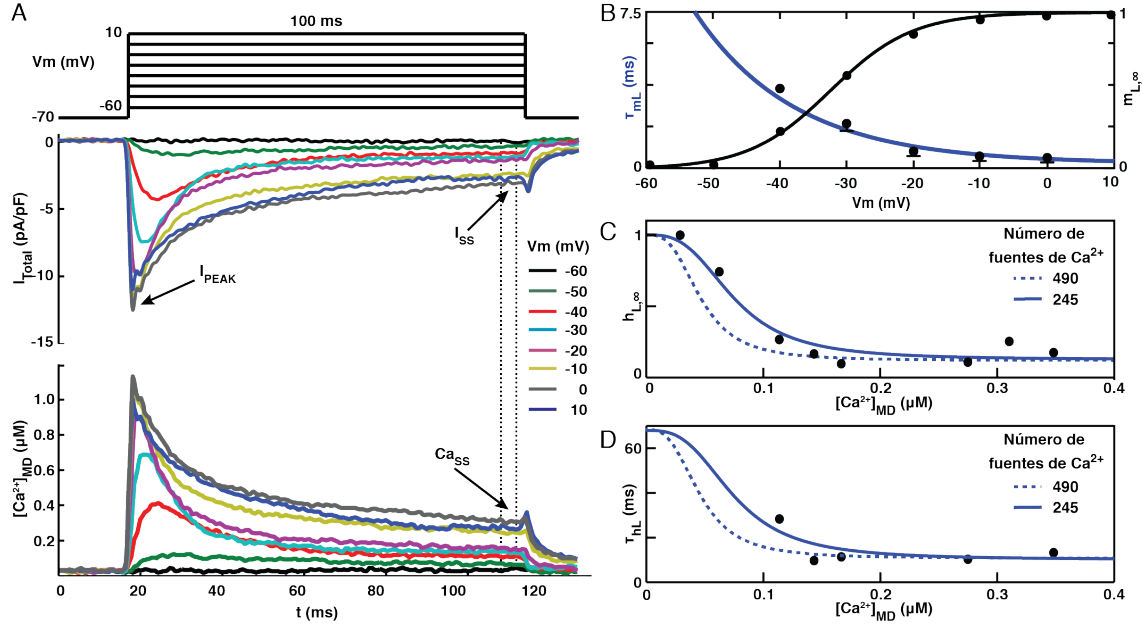 A
100 ms
10
Vm (mV)
-60
-70
0
-5
-10
-15
I_Total (pA/pF)
I_PEAK
I_SS
Vm (mV)
-60
-50
-40
-30
-20
-10
0
10
1.0
0.8
0.6
0.4
0.2
0
[Ca²⁺]_MD (µM)
Ca_SS
0 20 40 60 80 100 120
t (ms)
B
7.5
0
τ_mL (ms)
1
0
m_L,∞
-60 -50 -40 -30 -20 -10 0 10
Vm (mV)
C
1
0
h_L,∞
Número de
fuentes de Ca²⁺
490
245
0 0.1 0.2 0.3 0.4
[Ca²⁺]_MD (µM)
D
60
0
τ_hL (ms)
Número de
fuentes de Ca²⁺
490
245
0 0.1 0.2 0.3 0.4
[Ca²⁺]_MD (µM)